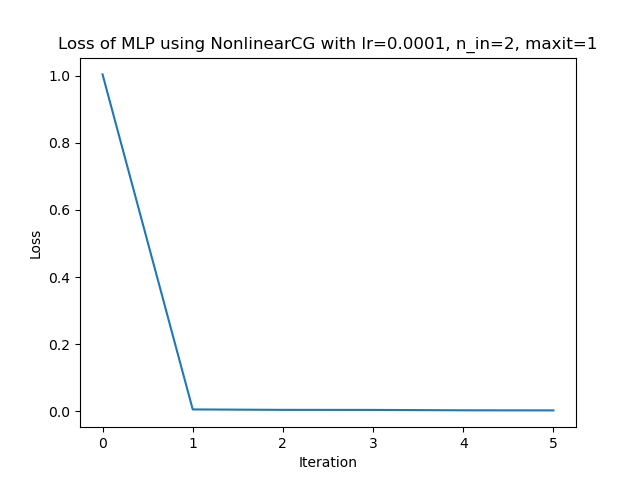 Loss of MLP using NonlinearCG with lr=0.0001, n_in=2, maxit=1
1.0
0.8
0.6
0.4
0.2
0.0
Loss
0 1 2 3 4 5
Iteration